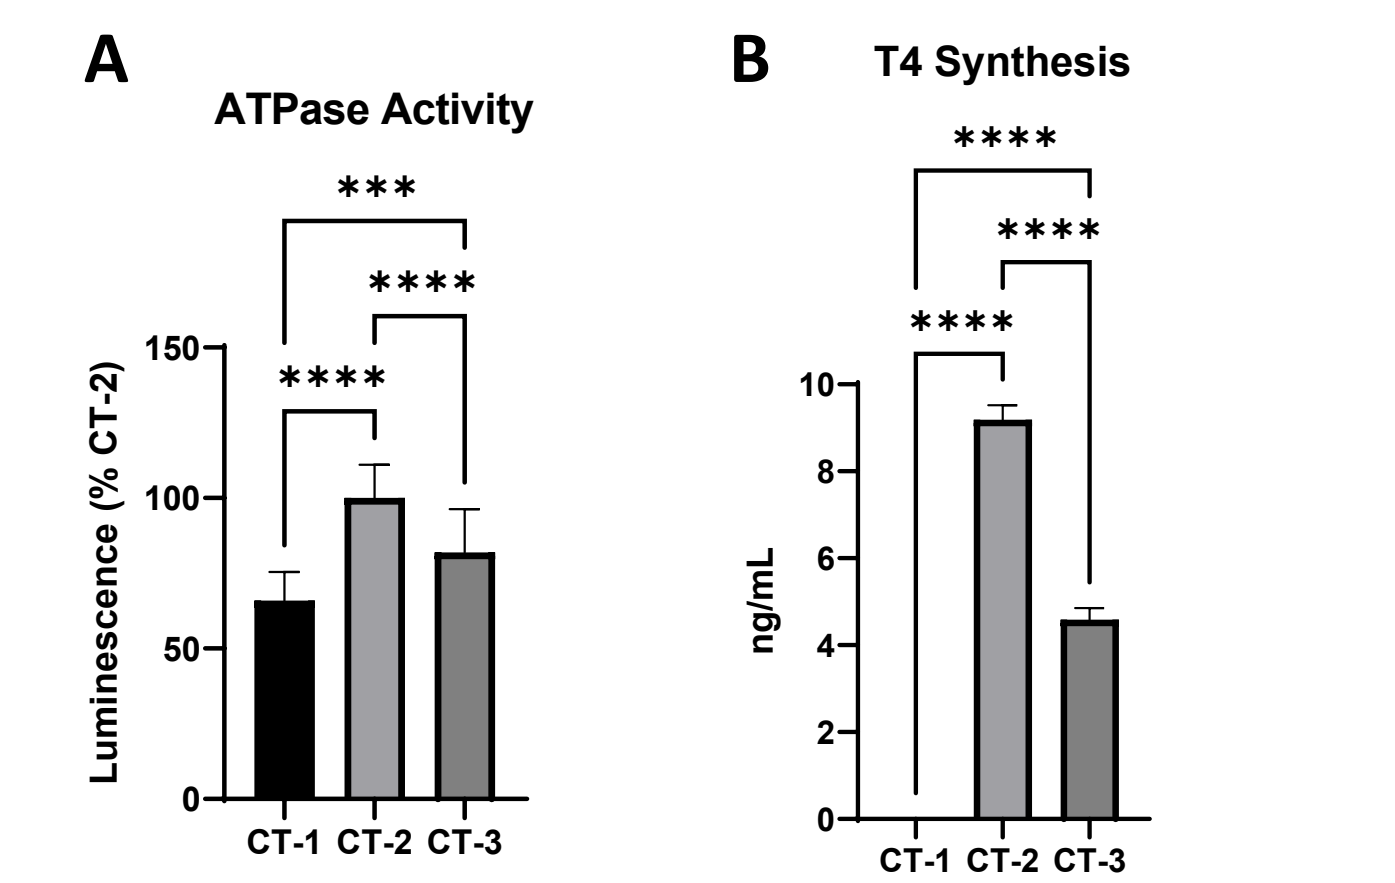 A
ATPase Activity
***
****
****
Luminescence (% CT-2)
150
100
50
0
CT-1 CT-2 CT-3
B
T4 Synthesis
****
****
****
ng/mL
10
8
6
4
2
0
CT-1 CT-2 CT-3